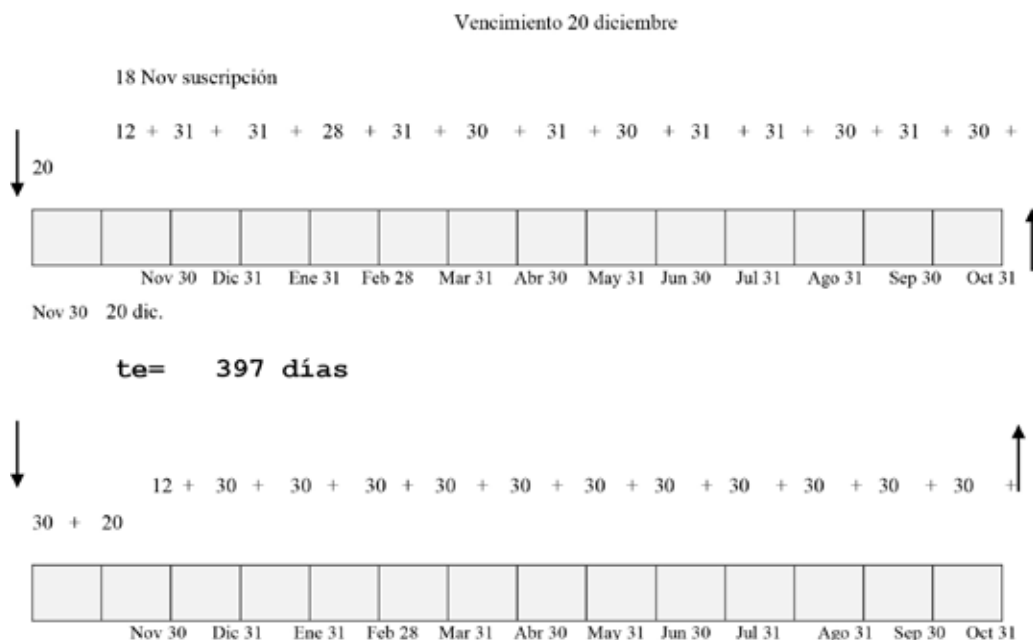 Vencimiento 20 diciembre
18 Nov suscripción
12 + 31 + 31 + 28 + 31 + 30 + 31 + 30 + 31 + 31 + 30 + 31 + 30 +
20
Nov 30 Dic 31 Ene 31 Feb 28 Mar 31 Abr 30 May 31 Jun 30 Jul 31 Ago 31 Sep 30 Oct 31
Nov 30 20 dic.
te= 397 días
12 + 30 + 30 + 30 + 30 + 30 + 30 + 30 + 30 + 30 + 30 + 30 +
30 + 20
Nov 30 Dic 31 Ene 31 Feb 28 Mar 31 Abr 30 May 31 Jun 30 Jul 31 Ago 31 Sep 30 Oct 31